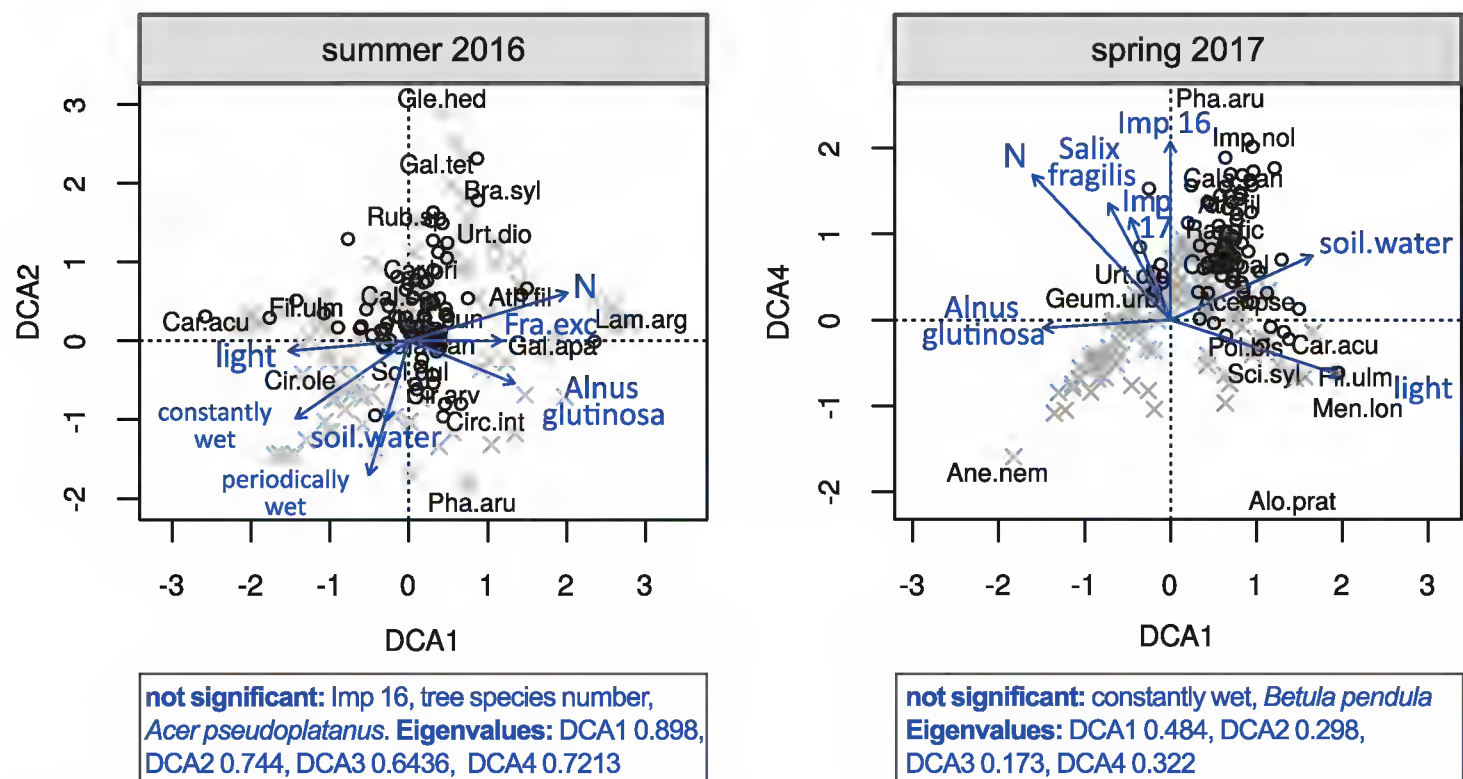 summer 2016
DCA2
3
2
1
0
-1
-2
Gle.hed
Gal.tet
Bra.syl
Rub.sp
Urt.dio
N
Fil.ulm
Ath.fil
Car.acu
Fra.exc
Lam.arg
light
Gal.apa
Cir.ole
Alnus
glutinosa
Cir.arv
constantly
wet
soil.water
Circ.int
periodically
wet
Pha.aru
-3 -2 -1 0 1 2 3
DCA1
not significant: Imp 16, tree species number,
Acer pseudoplatanus. Eigenvalues: DCA1 0.898,
DCA2 0.744, DCA3 0.6436, DCA4 0.7213
spring 2017
DCA4
2
1
0
-1
-2
Pha.aru
Imp 16
Imp.nol
N
Salix
fragilis
Imp
17
soil.water
Geum.urb
Alnus
glutinosa
Ace.pse
Pol.bis
Car.acu
Sci.syl
Fil.ulm
light
Men.lon
Ane.nem
Alo.prat
-3 -2 -1 0 1 2 3
DCA1
not significant: constantly wet, Betula pendula
Eigenvalues: DCA1 0.484, DCA2 0.298,
DCA3 0.173, DCA4 0.322